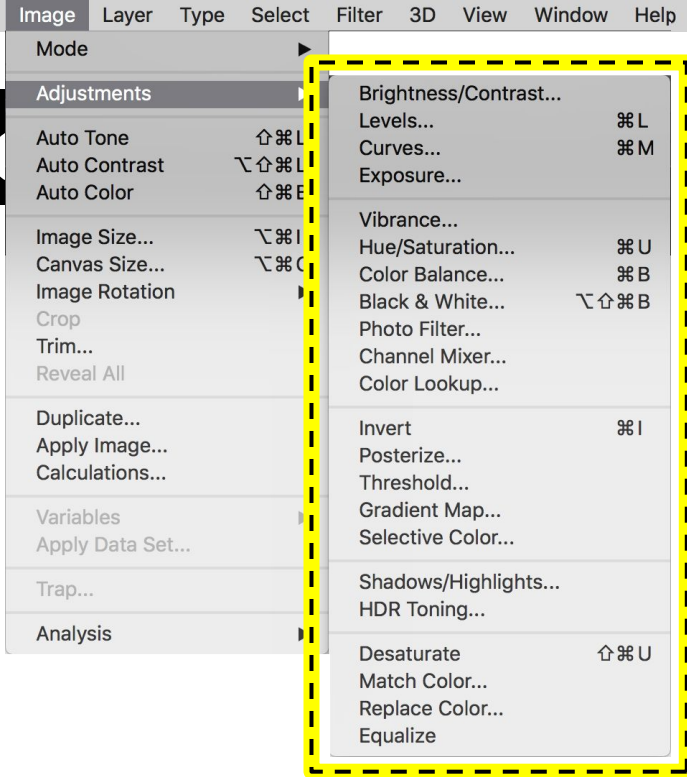 Image Layer Type Select Filter 3D View Window Help
Mode ▶
Adjustments
Auto Tone ⇧⌘L
Auto Contrast ⌥⇧⌘L
Auto Color ⇧⌘B
Image Size... ⌥⌘I
Canvas Size... ⌥⌘C
Image Rotation
Crop
Trim...
Reveal All
Duplicate...
Apply Image...
Calculations...
Variables
Apply Data Set...
Trap...
Analysis
Brightness/Contrast...
Levels... ⌘L
Curves... ⌘M
Exposure...
Vibrance...
Hue/Saturation... ⌘U
Color Balance... ⌘B
Black & White... ⌥⇧⌘B
Photo Filter...
Channel Mixer...
Color Lookup...
Invert ⌘I
Posterize...
Threshold...
Gradient Map...
Selective Color...
Shadows/Highlights...
HDR Toning...
Desaturate ⇧⌘U
Match Color...
Replace Color...
Equalize